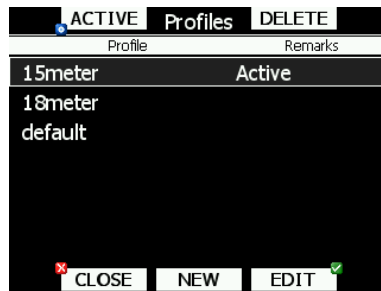 ACTIVE Profiles DELETE
Profile Remarks
15meter Active
18meter
default
CLOSE NEW EDIT